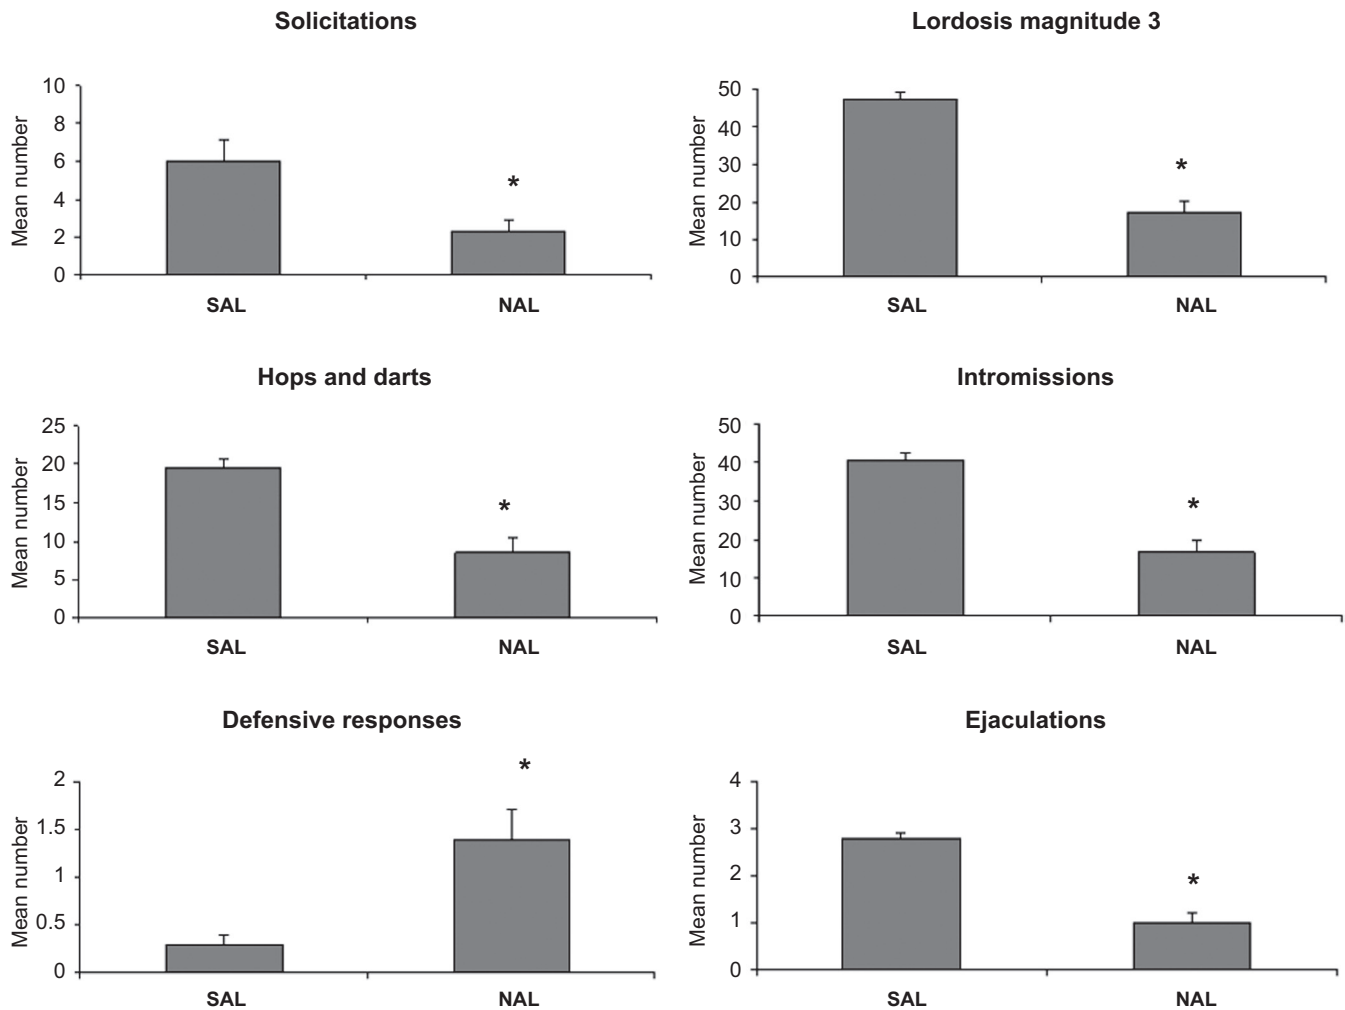 Solicitations
Mean number
10
8
6
4
2
0
*
SAL
NAL
Lordosis magnitude 3
Mean number
50
40
30
20
10
0
*
SAL
NAL
Hops and darts
Mean number
25
20
15
10
5
0
*
SAL
NAL
Intromissions
Mean number
50
40
30
20
10
0
*
SAL
NAL
Defensive responses
Mean number
2
1.5
1
0.5
0
*
SAL
NAL
Ejaculations
Mean number
4
3
2
1
0
*
SAL
NAL